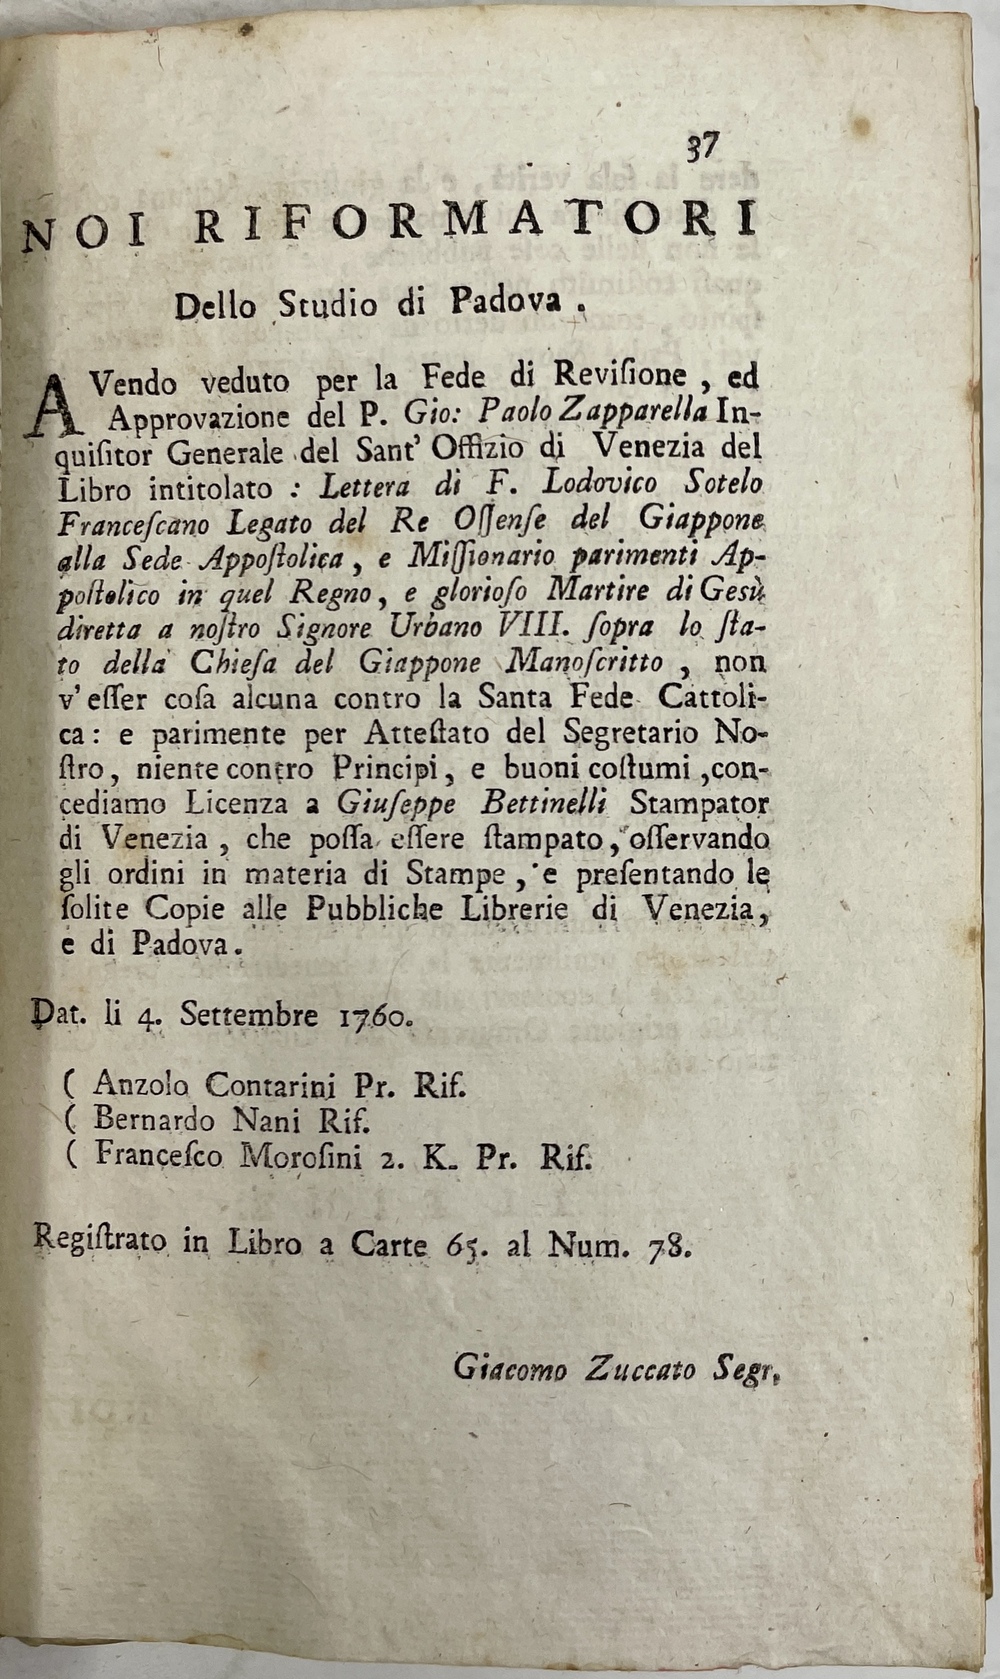 37
NOI RIFORMATORI
Dello Studio di Padova.
AVendo veduto per la Fede di Reviſione, ed
Approvazione del P. Gio: Paolo Zapparella In-
quiſitor Generale del Sant' Offizio di Venezia del
Libro intitolato: Lettera di F. Lodovico Sotelo
Franceſcano Legato del Re Oſſenſe del Giappone
alla Sede Appoſtolica, e Miſſionario parimenti Ap-
poſtolico in quel Regno, e glorioſo Martire di Gesù
diretta a noſtro Signore Urbano VIII. ſopra lo ſta-
to della Chieſa del Giappone Manoſcritto, non
v'eſſer coſa alcuna contro la Santa Fede Cattoli-
ca: e parimente per Atteſtato del Segretario No-
ſtro, niente contro Principi, e buoni coſtumi, con-
cediamo Licenza a Giuſeppe Bettinelli Stampator
di Venezia, che poſſa eſſere ſtampato, oſſervando
gli ordini in materia di Stampe, e preſentando le
ſolite Copie alle Pubbliche Librerie di Venezia,
e di Padova.
Dat. li 4. Settembre 1760.
( Anzolo Contarini Pr. Rif.
( Bernardo Nani Rif.
( Franceſco Moroſini 2. K. Pr. Rif.
Regiſtrato in Libro a Carte 65. al Num. 78.
Giacomo Zuccato Segr.